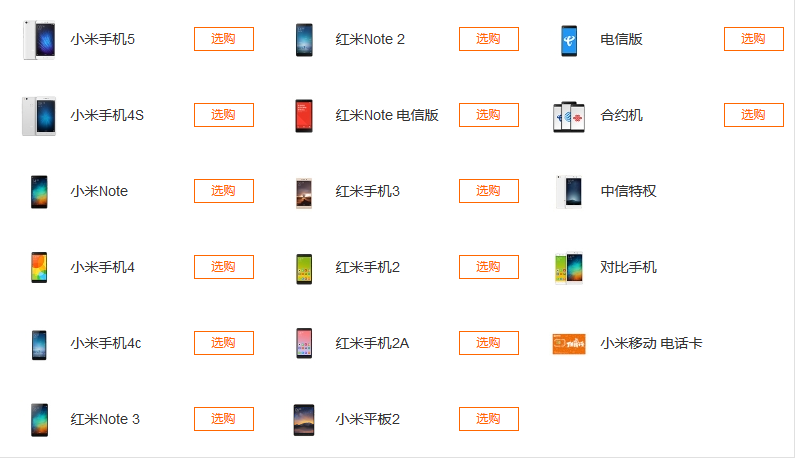 小米手机5 选购
红米Note 2 选购
电信版 选购
小米手机4S 选购
红米Note 电信版 选购
合约机 选购
小米Note 选购
红米手机3 选购
中信特权
小米手机4 选购
红米手机2 选购
对比手机
小米手机4c 选购
红米手机2A 选购
小米移动 电话卡
红米Note 3 选购
小米平板2 选购